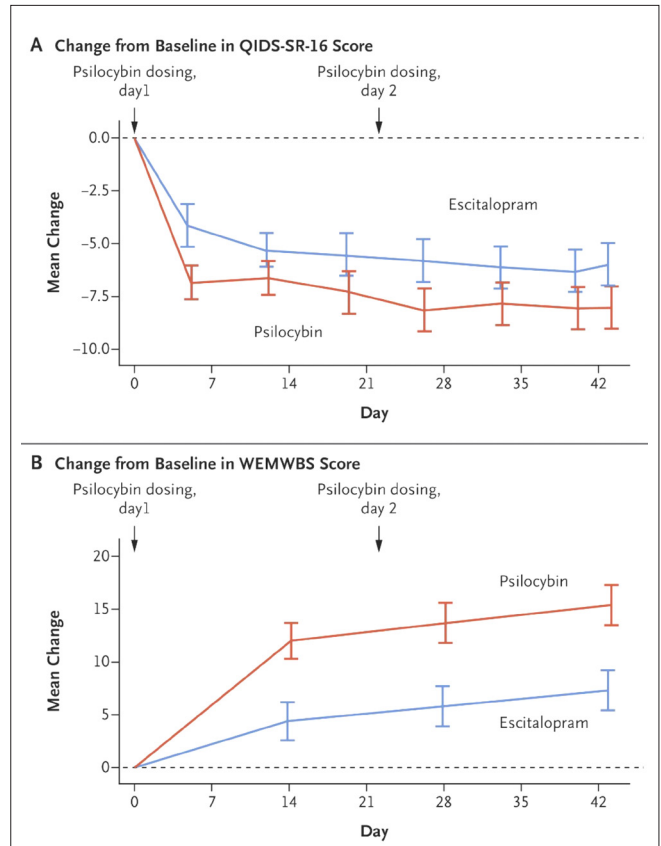 A Change from Baseline in QIDS-SR-16 Score
Psilocybin dosing,
day1
Psilocybin dosing,
day 2
0.0
−2.5
−5.0
−7.5
−10.0
Mean Change
Escitalopram
Psilocybin
0 7 14 21 28 35 42
Day
B Change from Baseline in WEMWBS Score
Psilocybin dosing,
day1
Psilocybin dosing,
day 2
20
15
10
5
0
Mean Change
Psilocybin
Escitalopram
0 7 14 21 28 35 42
Day